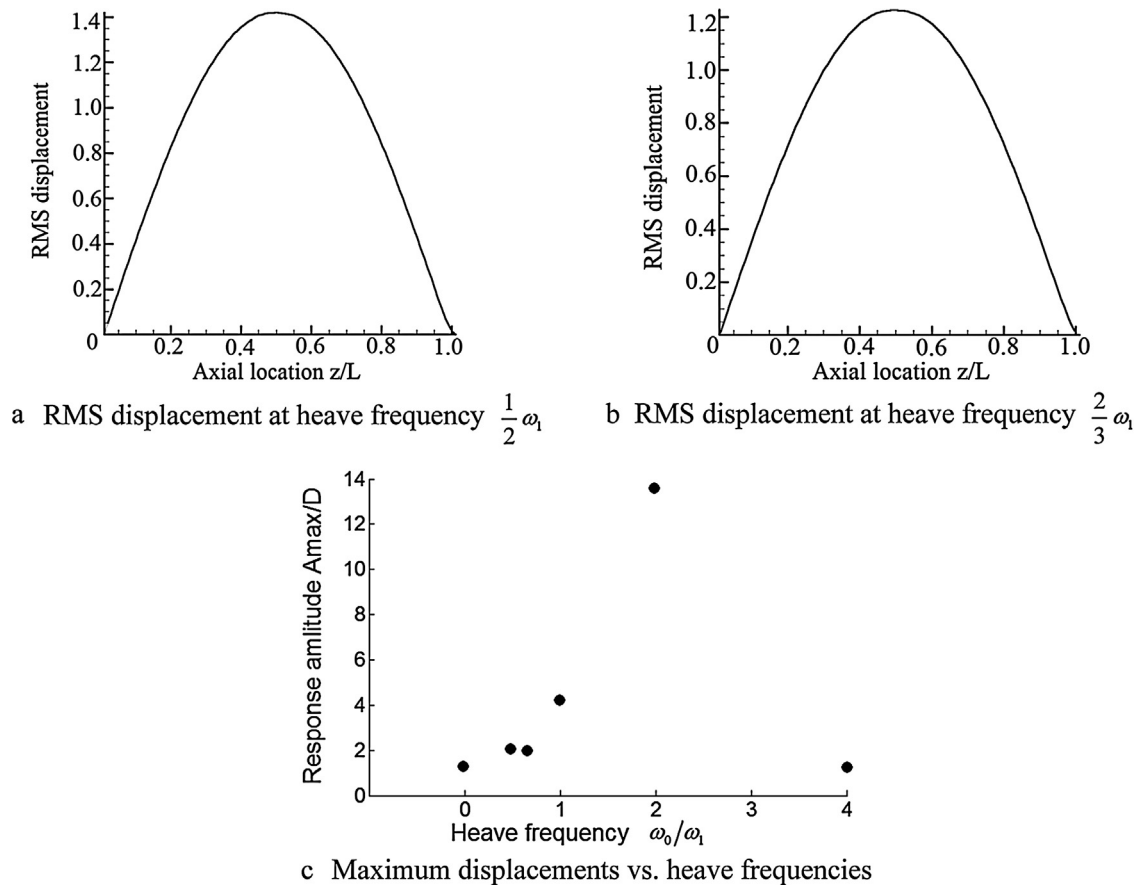 1.4
1.2
1.0
0.8
0.6
0.4
0.2
0
RMS displacement
0.2 0.4 0.6 0.8 1.0
Axial location z/L
a RMS displacement at heave frequency 1/2 ω₁
1.2
1.0
0.8
0.6
0.4
0.2
0
RMS displacement
0.2 0.4 0.6 0.8 1.0
Axial location z/L
b RMS displacement at heave frequency 2/3 ω₁
14
12
10
8
6
4
2
0
Response amlitude Amax/D
0 1 2 3 4
Heave frequency ω₀/ω₁
c Maximum displacements vs. heave frequencies